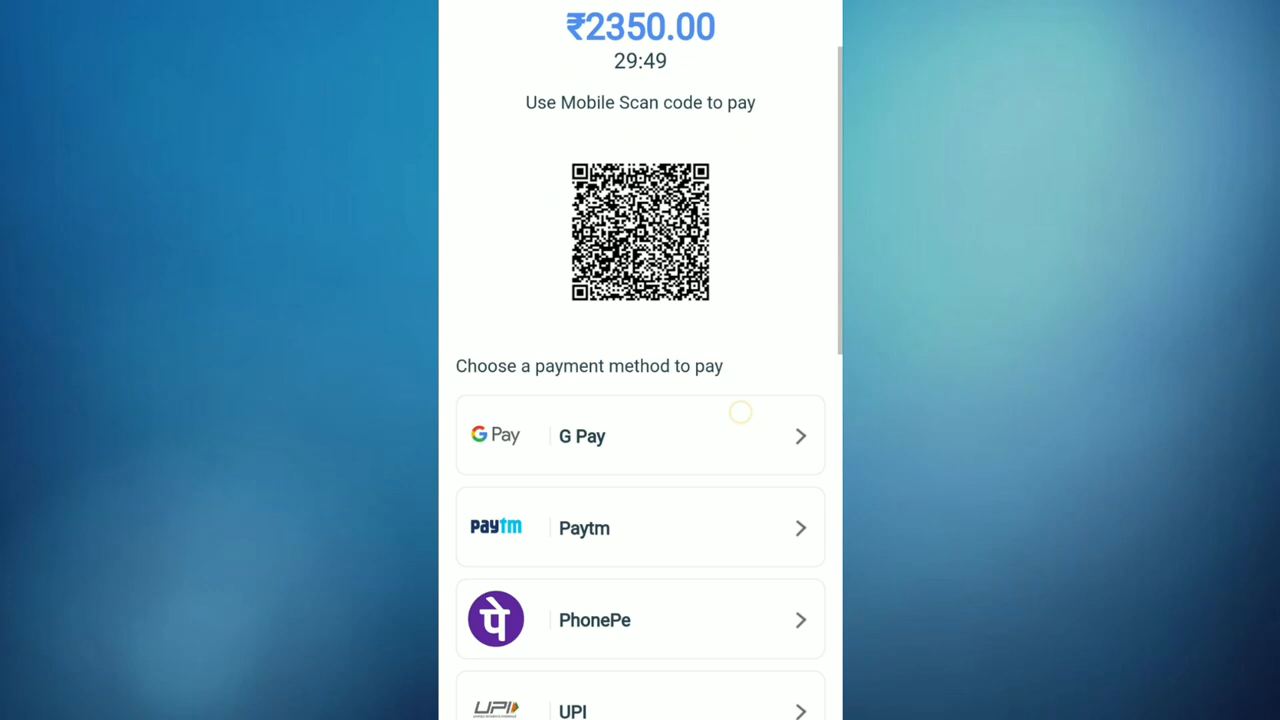 ₹2350.00
29:49
Use Mobile Scan code to pay
Choose a payment method to pay
G Pay G Pay
paytm Paytm
पे PhonePe
UPI UPI